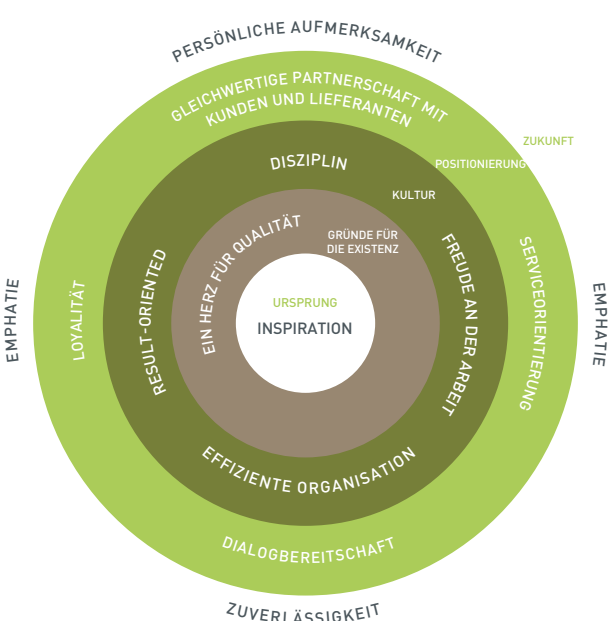 PERSÖNLICHE AUFMERKSAMKEIT
GLEICHWERTIGE PARTNERSCHAFT MIT
KUNDEN UND LIEFERANTEN
ZUKUNFT
DISZIPLIN
POSITIONIERUNG
KULTUR
EIN HERZ FÜR QUALITÄT
GRÜNDE FÜR
DIE EXISTENZ
EMPHATIE
LOYALITÄT
RESULT-ORIENTED
URSPRUNG
INSPIRATION
FREUDE AN DER ARBEIT
SERVICEORIENTIERUNG
EMPHATIE
EFFIZIENTE ORGANISATION
DIALOGBEREITSCHAFT
ZUVERLÄSSIGKEIT